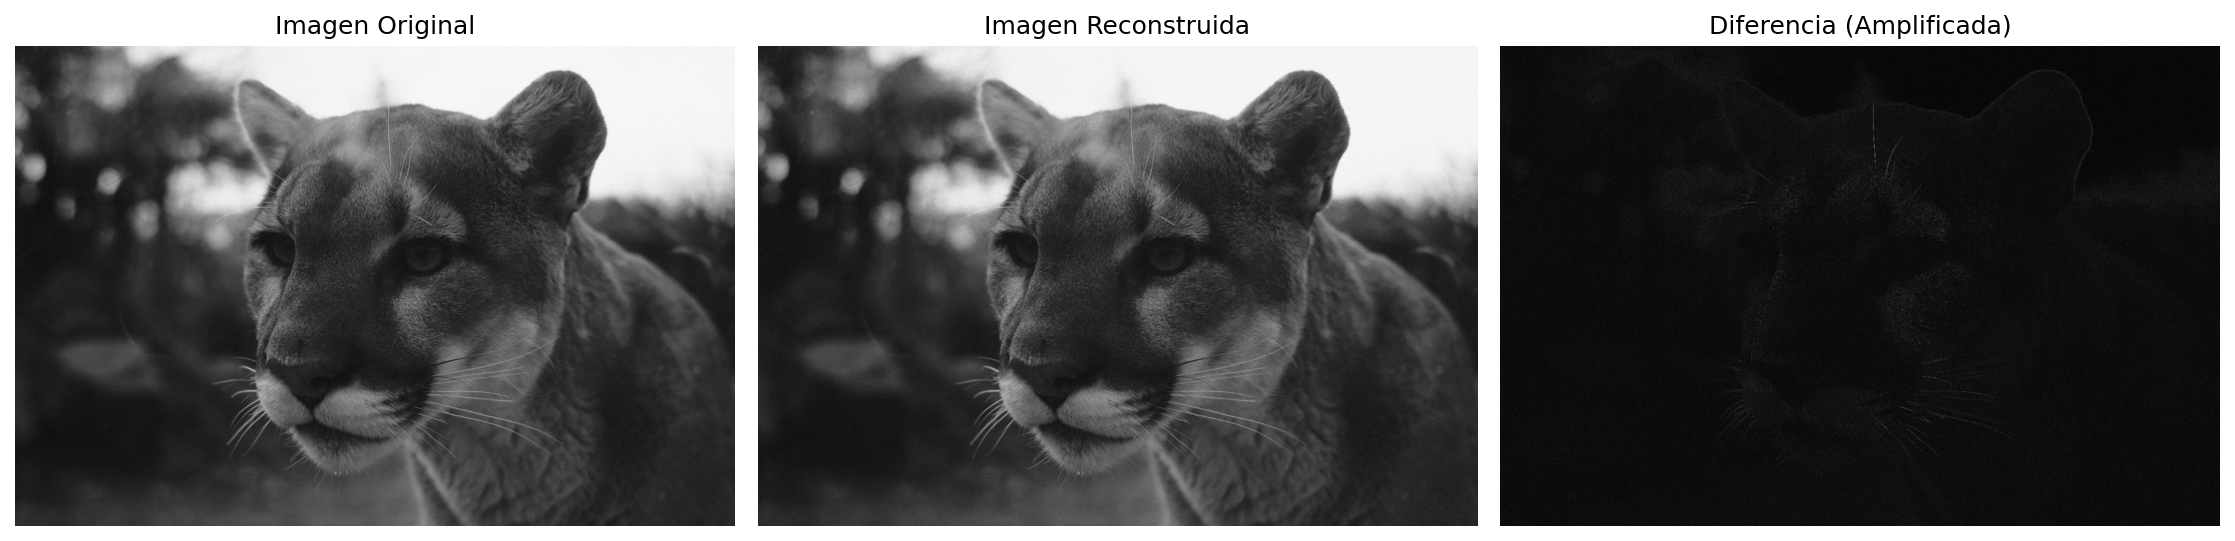 Imagen Original
Imagen Reconstruida
Diferencia (Amplificada)